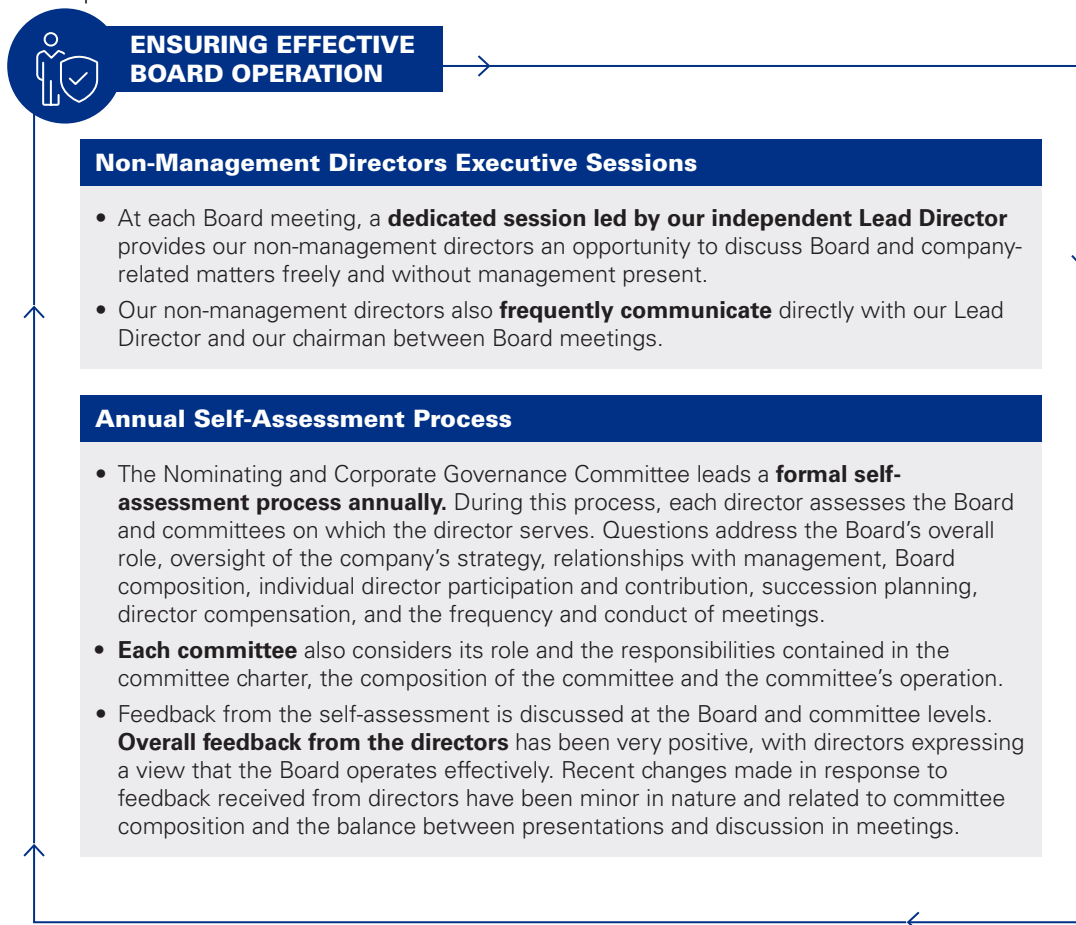 ENSURING EFFECTIVE
BOARD OPERATION
Non-Management Directors Executive Sessions
• At each Board meeting, a dedicated session led by our independent Lead Director
provides our non-management directors an opportunity to discuss Board and company-
related matters freely and without management present.
• Our non-management directors also frequently communicate directly with our Lead
Director and our chairman between Board meetings.
Annual Self-Assessment Process
• The Nominating and Corporate Governance Committee leads a formal self-
assessment process annually. During this process, each director assesses the Board
and committees on which the director serves. Questions address the Board’s overall
role, oversight of the company’s strategy, relationships with management, Board
composition, individual director participation and contribution, succession planning,
director compensation, and the frequency and conduct of meetings.
• Each committee also considers its role and the responsibilities contained in the
committee charter, the composition of the committee and the committee’s operation.
• Feedback from the self-assessment is discussed at the Board and committee levels.
Overall feedback from the directors has been very positive, with directors expressing
a view that the Board operates effectively. Recent changes made in response to
feedback received from directors have been minor in nature and related to committee
composition and the balance between presentations and discussion in meetings.